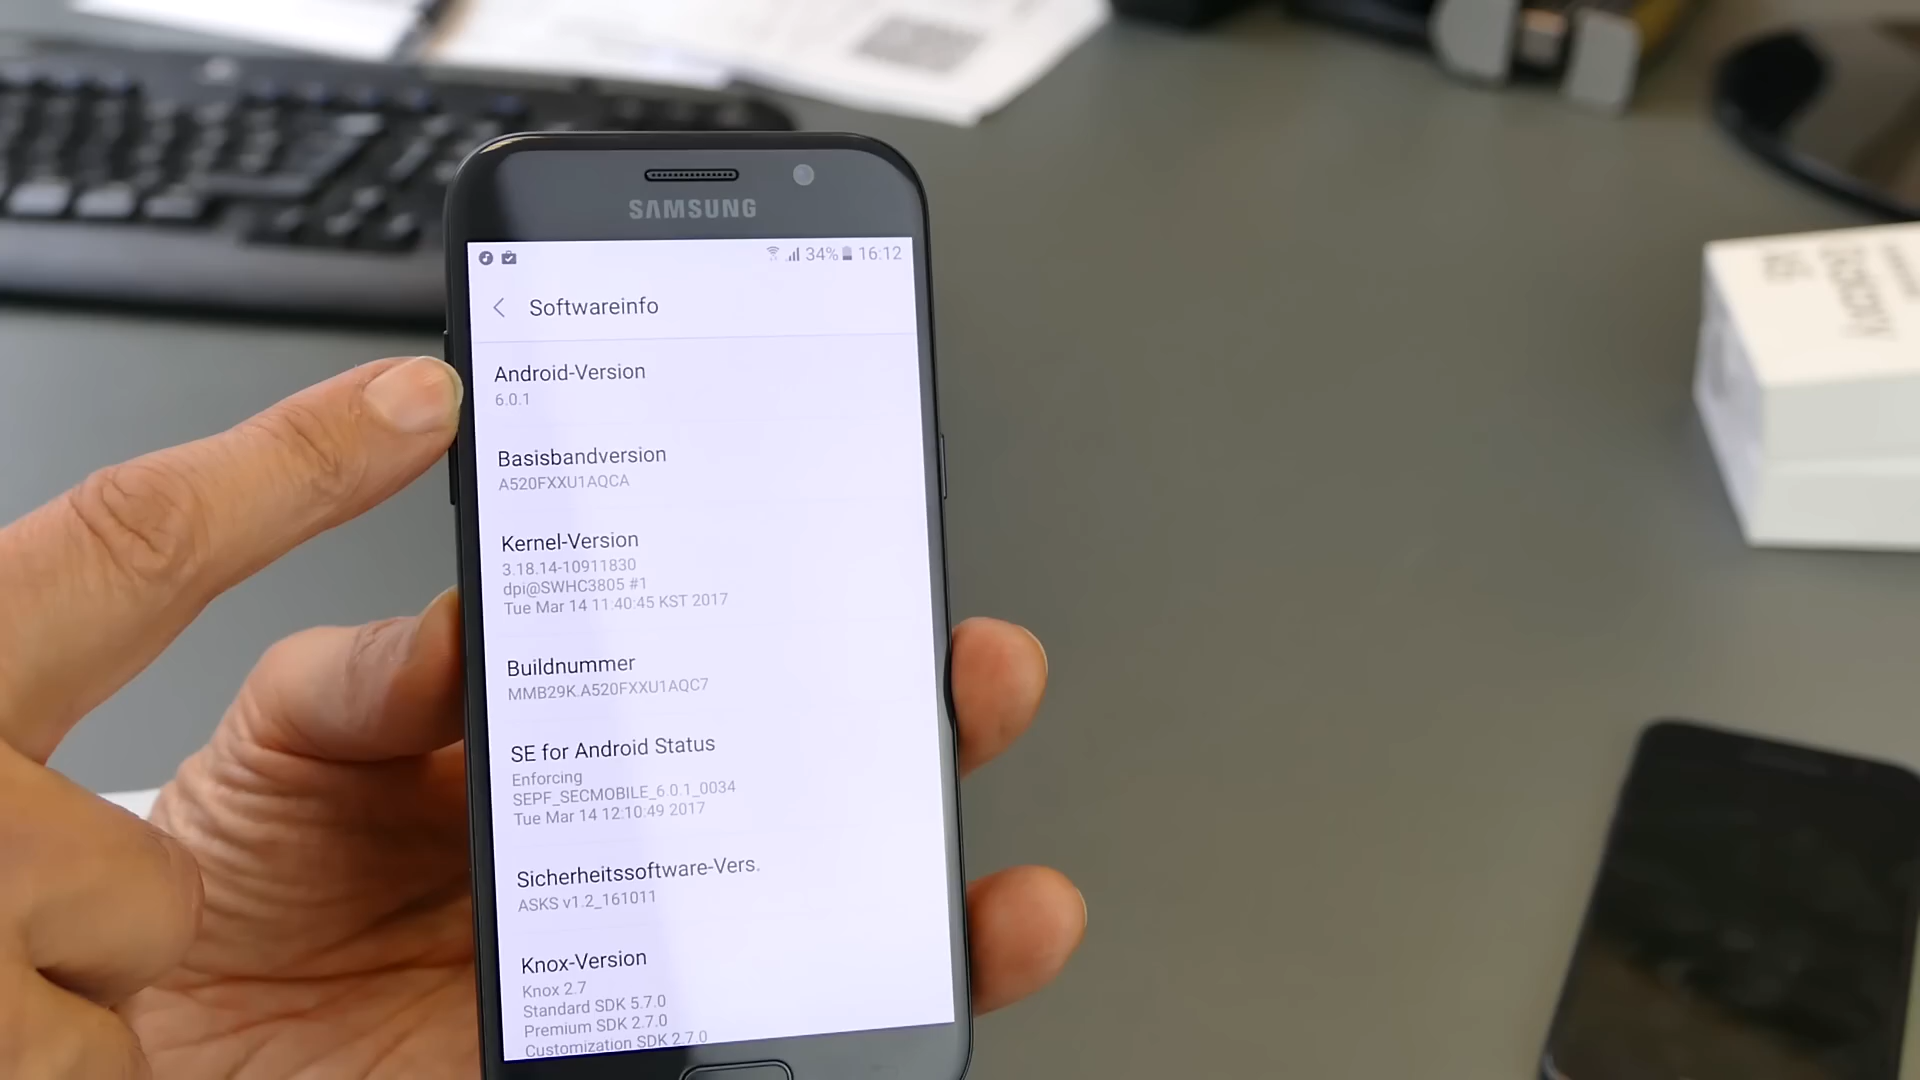 SAMSUNG
34% 16:12
Softwareinfo
Android-Version
6.0.1
Basisbandversion
A520FXXU1AQCA
Kernel-Version
3.18.14-10911830
dpi@SWHC3805 #1
Tue Mar 14 11:40:45 KST 2017
Buildnummer
MMB29K.A520FXXU1AQC7
SE for Android Status
Enforcing
SEPF_SECMOBILE_6.0.1_0034
Tue Mar 14 12:10:49 2017
Sicherheitssoftware-Vers.
ASKS v1.2_161011
Knox-Version
Knox 2.7
Standard SDK 5.7.0
Premium SDK 2.7.0
Customization SDK 2.7.0